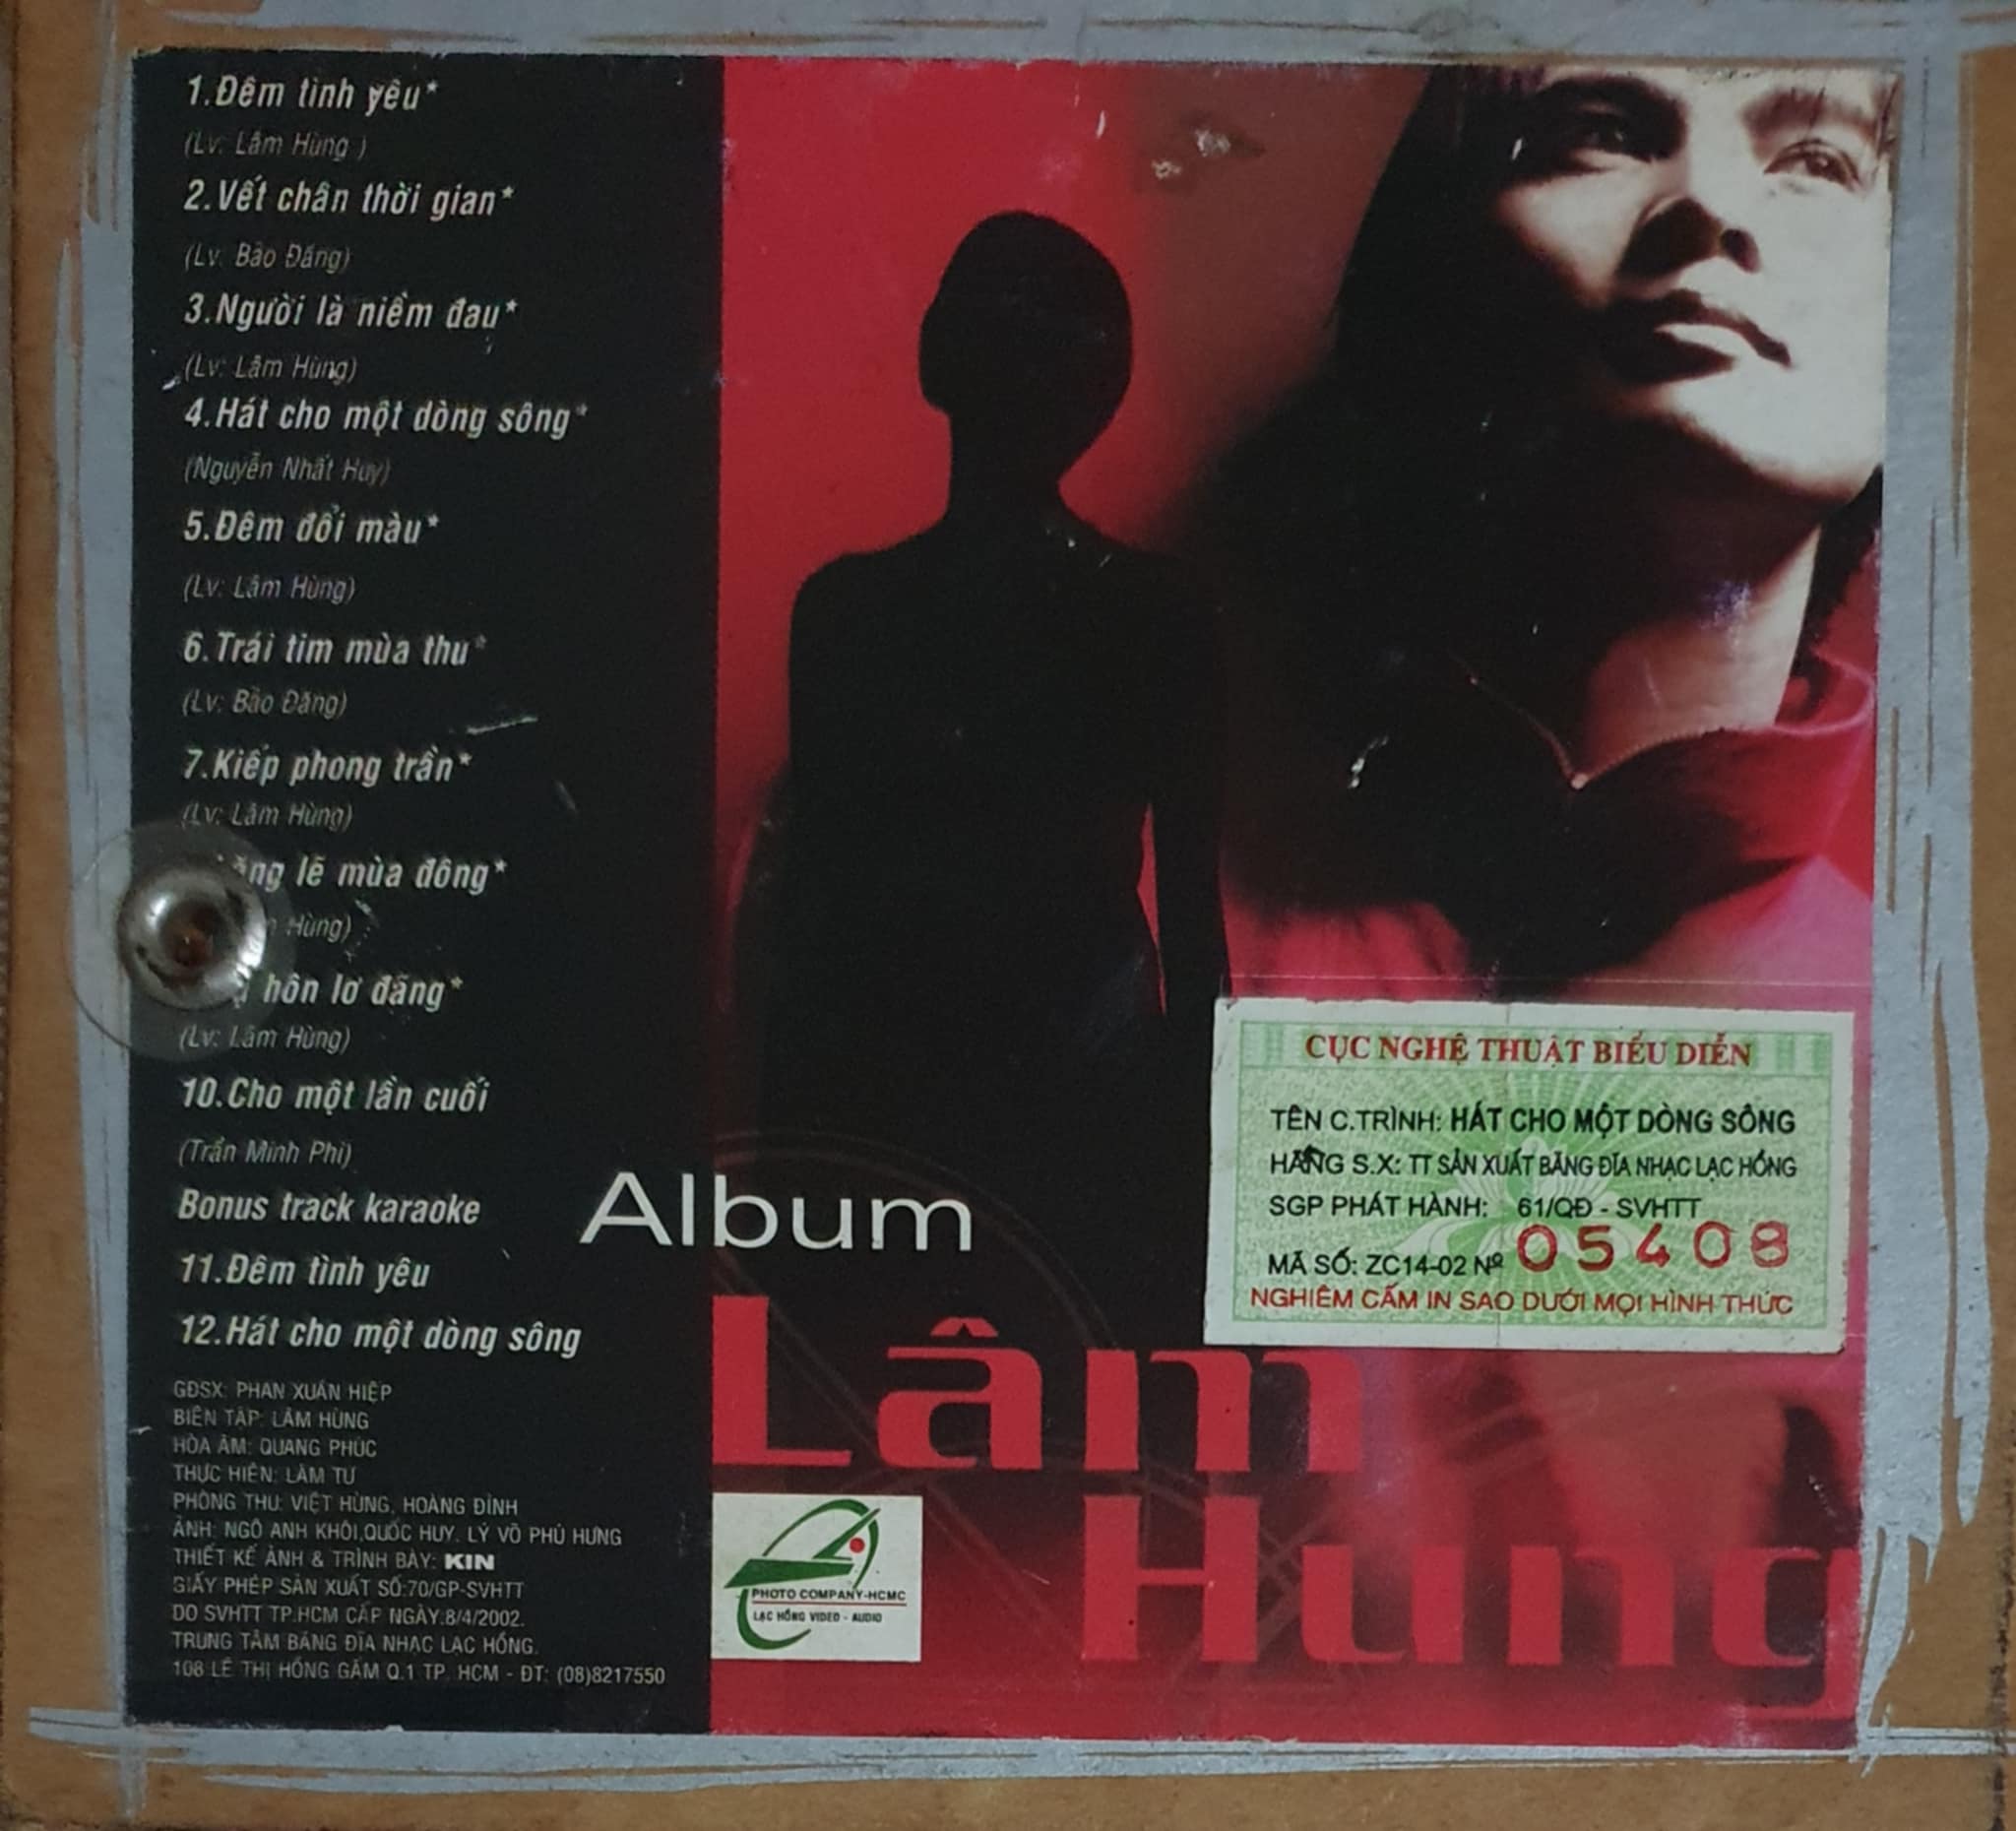 1.Đêm tình yêu*
(Lv: Lâm Hùng )
2.Vết chân thời gian*
(Lv: Bảo Đăng)
3.Người là niềm đau*
(Lv: Lâm Hùng)
4.Hát cho một dòng sông*
(Nguyễn Nhất Huy)
5.Đêm đổi màu*
(Lv: Lâm Hùng)
6.Trái tim mùa thu*
(Lv: Bảo Đăng)
7.Kiếp phong trần*
(Lv: Lâm Hùng)
lẽ mùa đông*
Hùng)
hôn lơ đãng*
(Lv: Lâm Hùng)
10.Cho một lần cuối
(Trần Minh Phi)
Bonus track karaoke
11.Đêm tình yêu
12.Hát cho một dòng sông
GĐSX: PHAN XUÂN HIỆP
BIÊN TẬP: LÂM HÙNG
HÒA ÂM: QUANG PHÚC
THỰC HIỆN: LÂM TƯ
PHÒNG THU: VIỆT HÙNG, HOÀNG ĐÌNH
ẢNH: NGÔ ANH KHÔI,QUỐC HUY, LÝ VÕ PHÚ HƯNG
THIẾT KẾ ẢNH & TRÌNH BÀY: KIN
GIẤY PHÉP SẢN XUẤT SỐ:70/GP-SVHTT
DO SVHTT TP.HCM CẤP NGÀY:8/4/2002.
TRUNG TÂM BĂNG ĐĨA NHẠC LẠC HỒNG.
108 LÊ THỊ HỒNG GẤM Q.1 TP. HCM - ĐT: (08)8217550
Album
Lâm
Hùng
PHOTO COMPANY-HCMC
LẠC HỒNG VIDEO - AUDIO
CỤC NGHỆ THUẬT BIỂU DIỄN
TÊN C.TRÌNH: HÁT CHO MỘT DÒNG SÔNG
HÃNG S.X: TT SẢN XUẤT BĂNG ĐĨA NHẠC LẠC HỒNG
SGP PHÁT HÀNH: 61/QĐ - SVHTT
MÃ SỐ: ZC14-02 Nº 05408
NGHIÊM CẤM IN SAO DƯỚI MỌI HÌNH THỨC